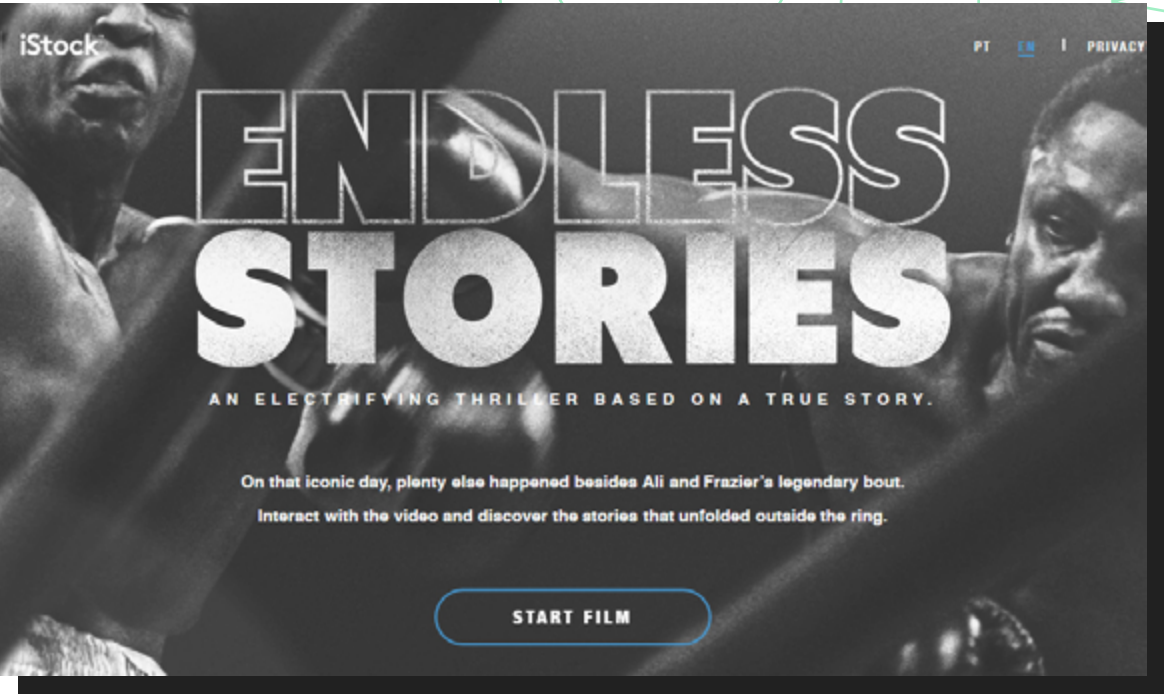 iStock
PT EN | PRIVACY
ENDLESS
STORIES
AN ELECTRIFYING THRILLER BASED ON A TRUE STORY.
On that iconic day, plenty else happened besides Ali and Frazier's legendary bout.
Interact with the video and discover the stories that unfolded outside the ring.
START FILM